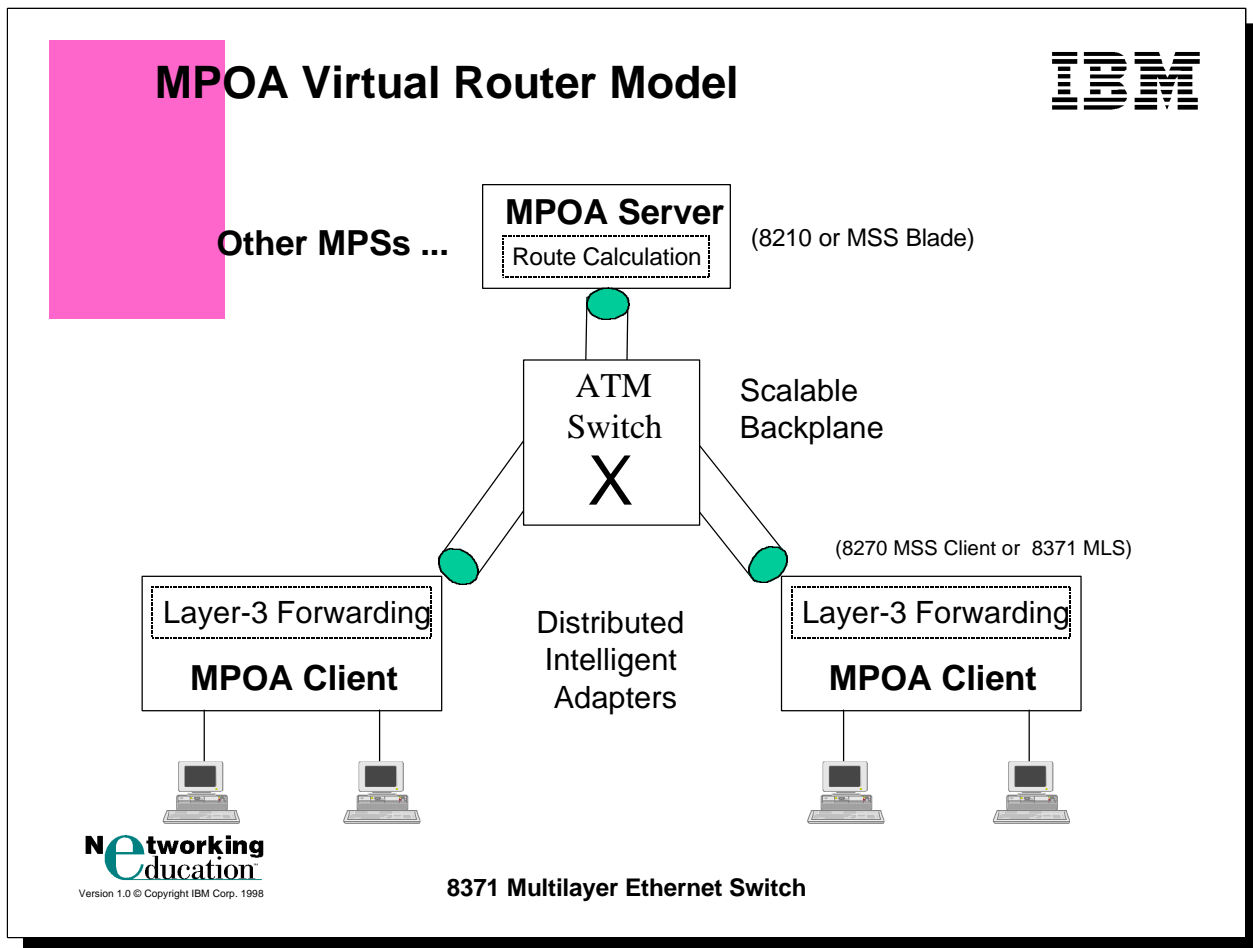 MPOA Virtual Router Model
IBM
MPOA Server
Route Calculation
(8210 or MSS Blade)
Other MPSs ...
ATM
Switch
X
Scalable
Backplane
(8270 MSS Client or 8371 MLS)
Layer-3 Forwarding
MPOA Client
Distributed
Intelligent
Adapters
Layer-3 Forwarding
MPOA Client
Networking
education™
Version 1.0 © Copyright IBM Corp. 1998
8371 Multilayer Ethernet Switch